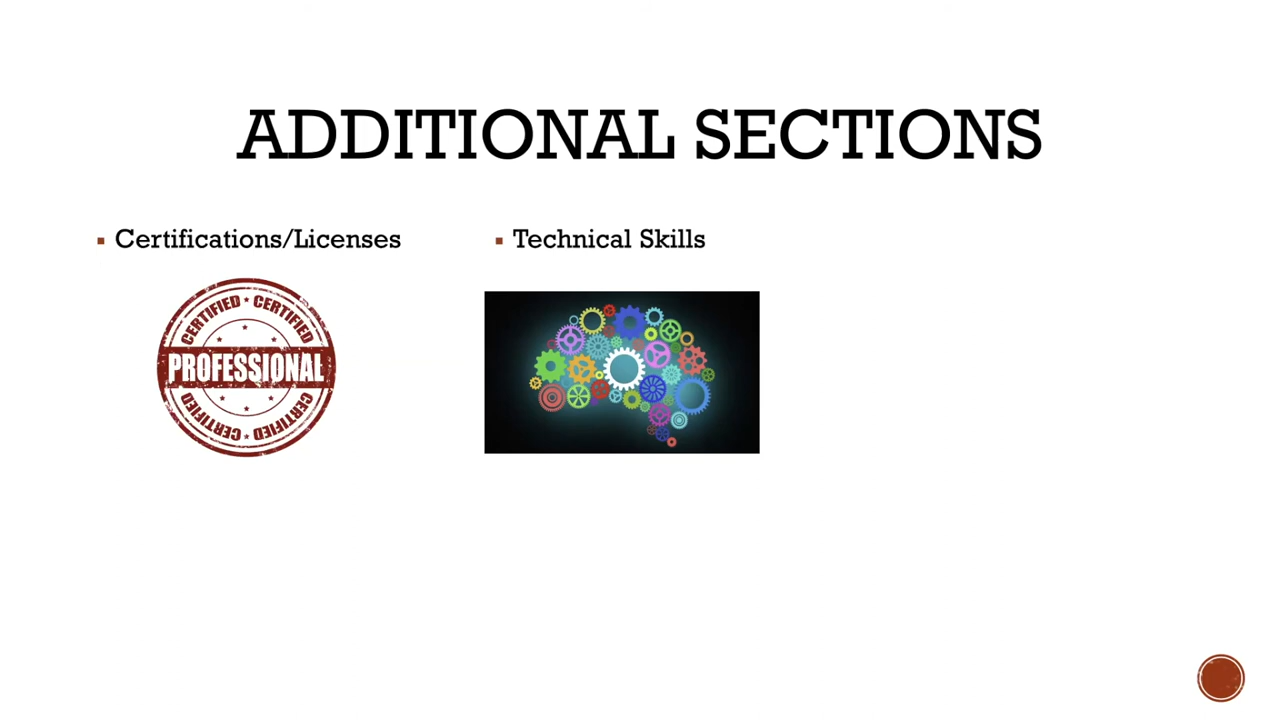 ADDITIONAL SECTIONS
Certifications/Licenses
Technical Skills
CERTIFIED ★ CERTIFIED
PROFESSIONAL
CERTIFIED ★ CERTIFIED